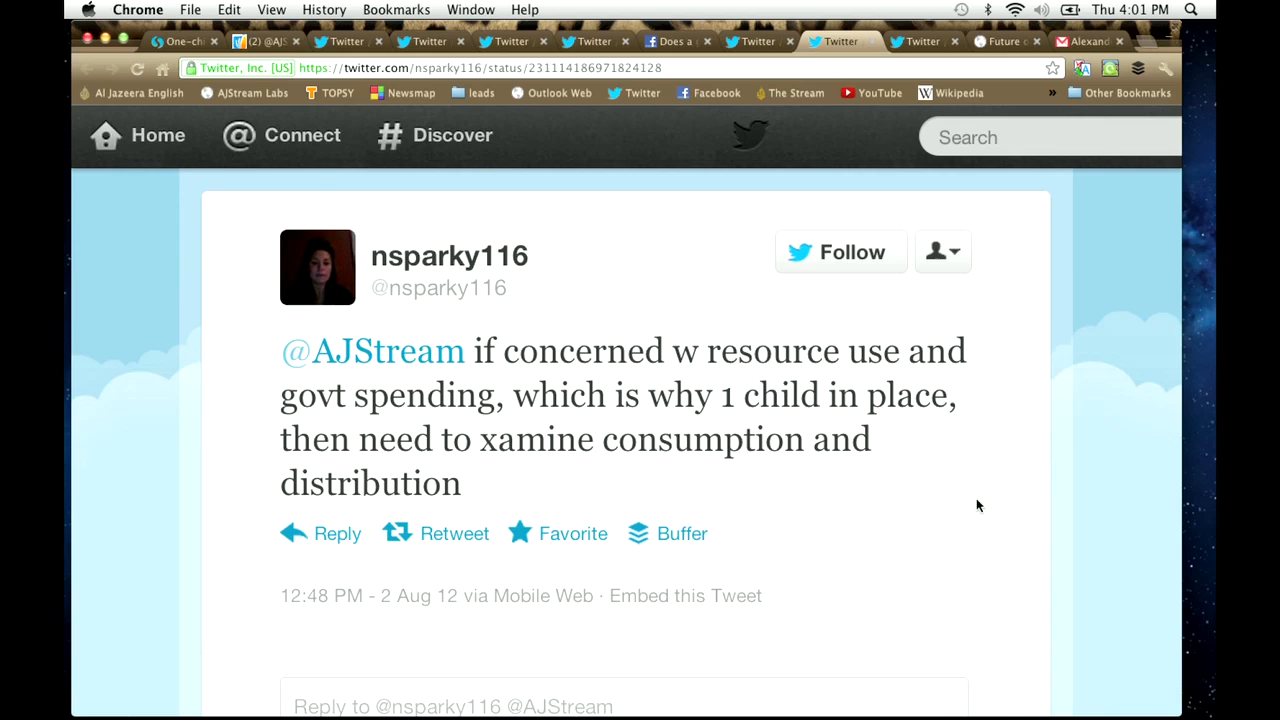 Chrome File Edit View History Bookmarks Window Help Thu 4:01 PM
One-chi (2) @AJS Twitter Twitter Twitter Twitter Does a Twitter Twitter Twitter Future o Alexand
Twitter, Inc. [US] https://twitter.com/nsparky116/status/231114186971824128
Al Jazeera English AJStream Labs TOPSY Newsmap leads Outlook Web Twitter Facebook The Stream YouTube Wikipedia » Other Bookmarks
Home @ Connect # Discover Search
nsparky116
@nsparky116
Follow
@AJStream if concerned w resource use and
govt spending, which is why 1 child in place,
then need to xamine consumption and
distribution
Reply Retweet Favorite Buffer
12:48 PM - 2 Aug 12 via Mobile Web · Embed this Tweet
Reply to @nsparky116 @AJStream